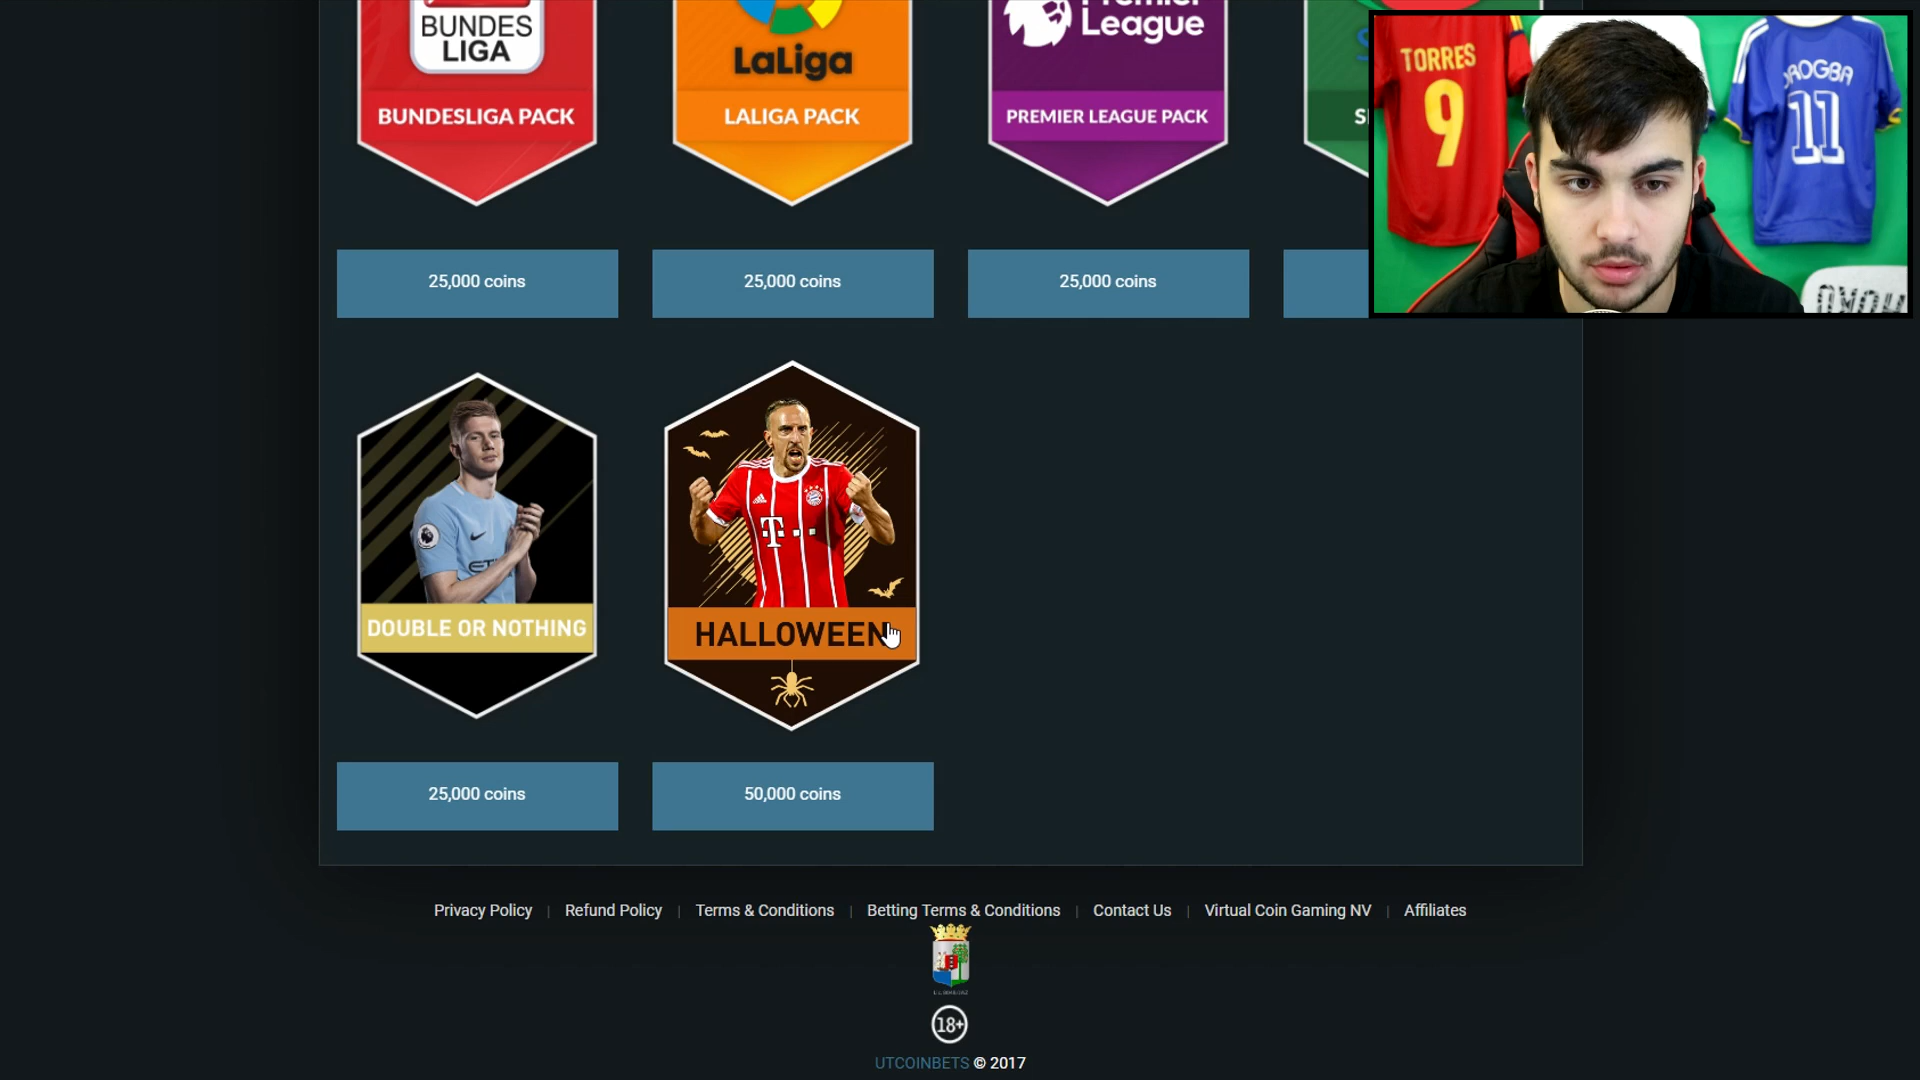 BUNDES
LIGA
BUNDESLIGA PACK
LaLiga
LALIGA PACK
Premier
League
PREMIER LEAGUE PACK
TORRES
9
DROGBA
11
25,000 coins
25,000 coins
25,000 coins
DOUBLE OR NOTHING
T
HALLOWEEN
25,000 coins
50,000 coins
Privacy Policy | Refund Policy | Terms & Conditions | Betting Terms & Conditions | Contact Us | Virtual Coin Gaming NV | Affiliates
18+
UTCOINBETS © 2017